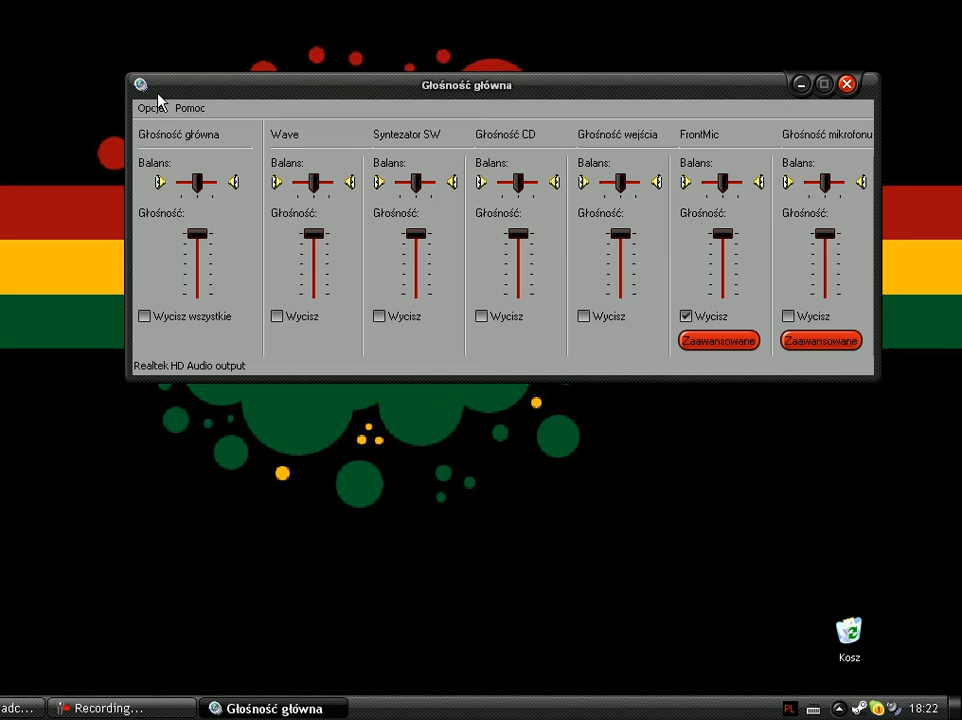 Głośność główna
Opcje Pomoc
Głośność główna Wave Syntezator SW Głośność CD Głośność wejścia FrontMic Głośność mikrofonu
Balans: Balans: Balans: Balans: Balans: Balans: Balans:
Głośność: Głośność: Głośność: Głośność: Głośność: Głośność: Głośność:
Wycisz wszystkie Wycisz Wycisz Wycisz Wycisz Wycisz Wycisz
Zaawansowane Zaawansowane
Realtek HD Audio output
Kosz
adc... Recording... Głośność główna PL 1 18:22